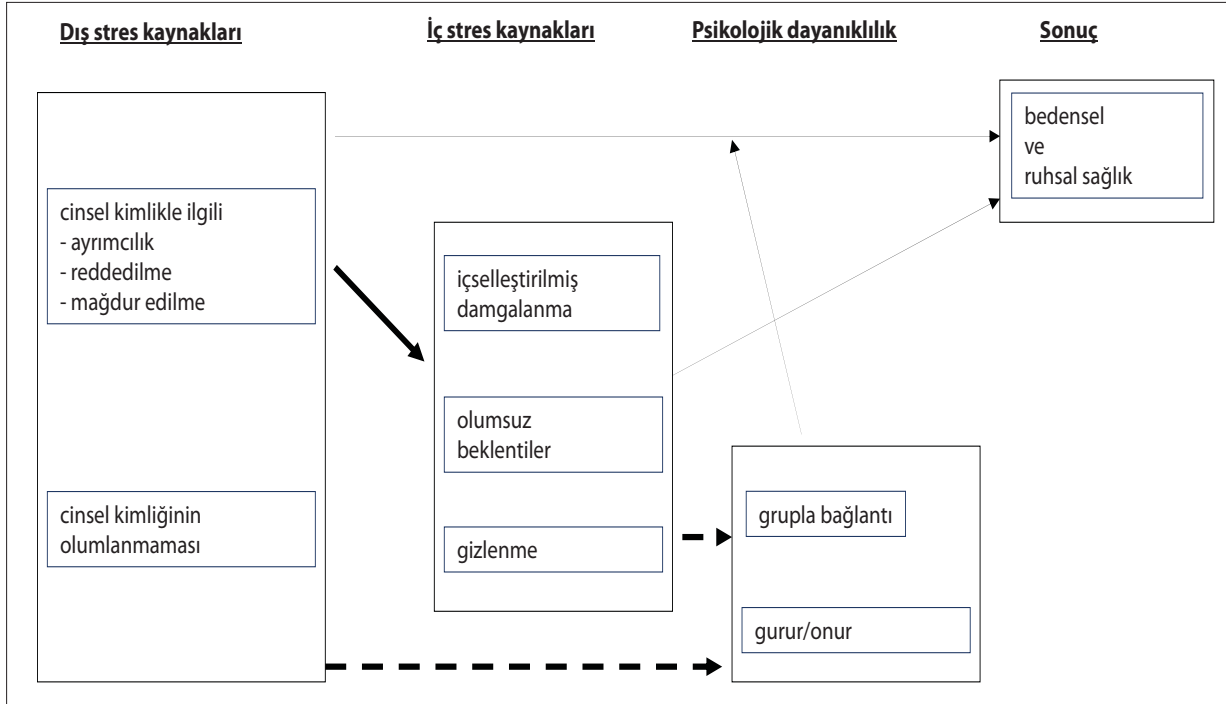 Dış stres kaynakları
İç stres kaynakları
Psikolojik dayanıklılık
Sonuç
cinsel kimlikle ilgili
- ayrımcılık
- reddedilme
- mağdur edilme
cinsel kimliğinin
olumlanmaması
içselleştirilmiş
damgalanma
olumsuz
beklentiler
gizlenme
grupla bağlantı
gurur/onur
bedensel
ve
ruhsal sağlık